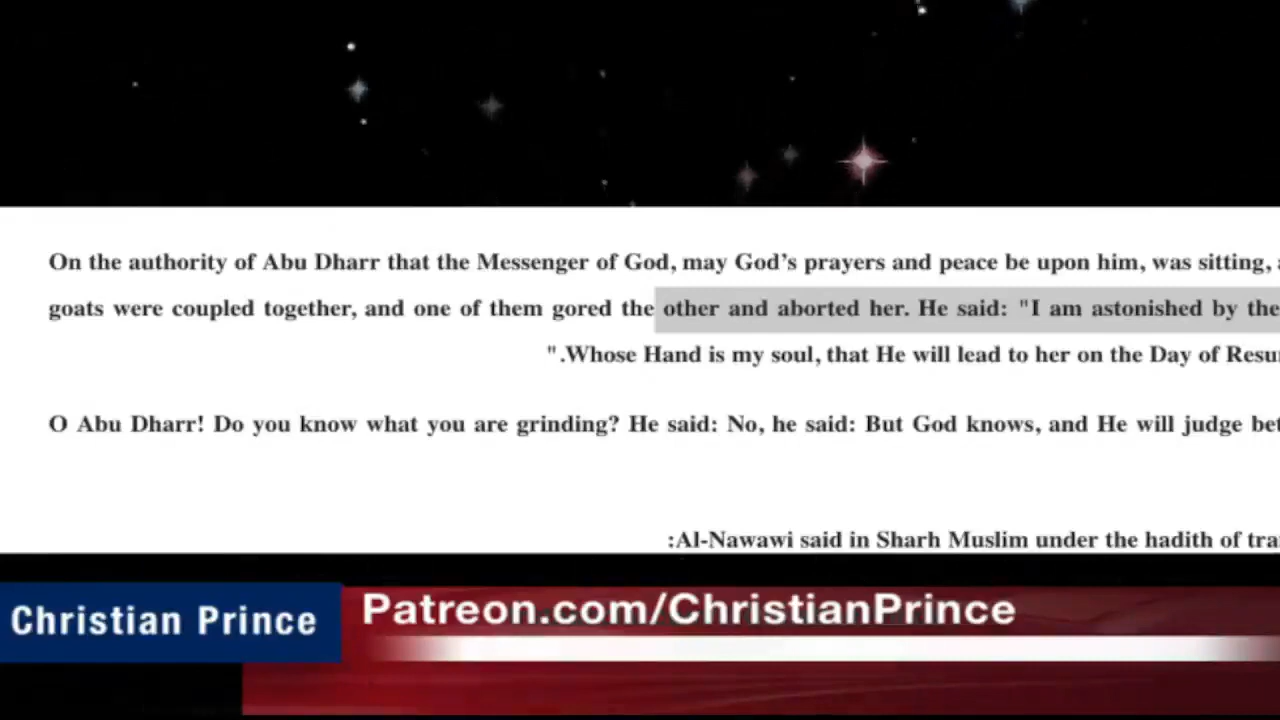 On the authority of Abu Dharr that the Messenger of God, may God's prayers and peace be upon him, was sitting,
goats were coupled together, and one of them gored the other and aborted her. He said: "I am astonished by the
".Whose Hand is my soul, that He will lead to her on the Day of
O Abu Dharr! Do you know what you are grinding? He said: No, he said: But God knows, and He will judge
:Al-Nawawi said in Sharh Muslim under the hadith of
Christian Prince
Patreon.com/ChristianPrince